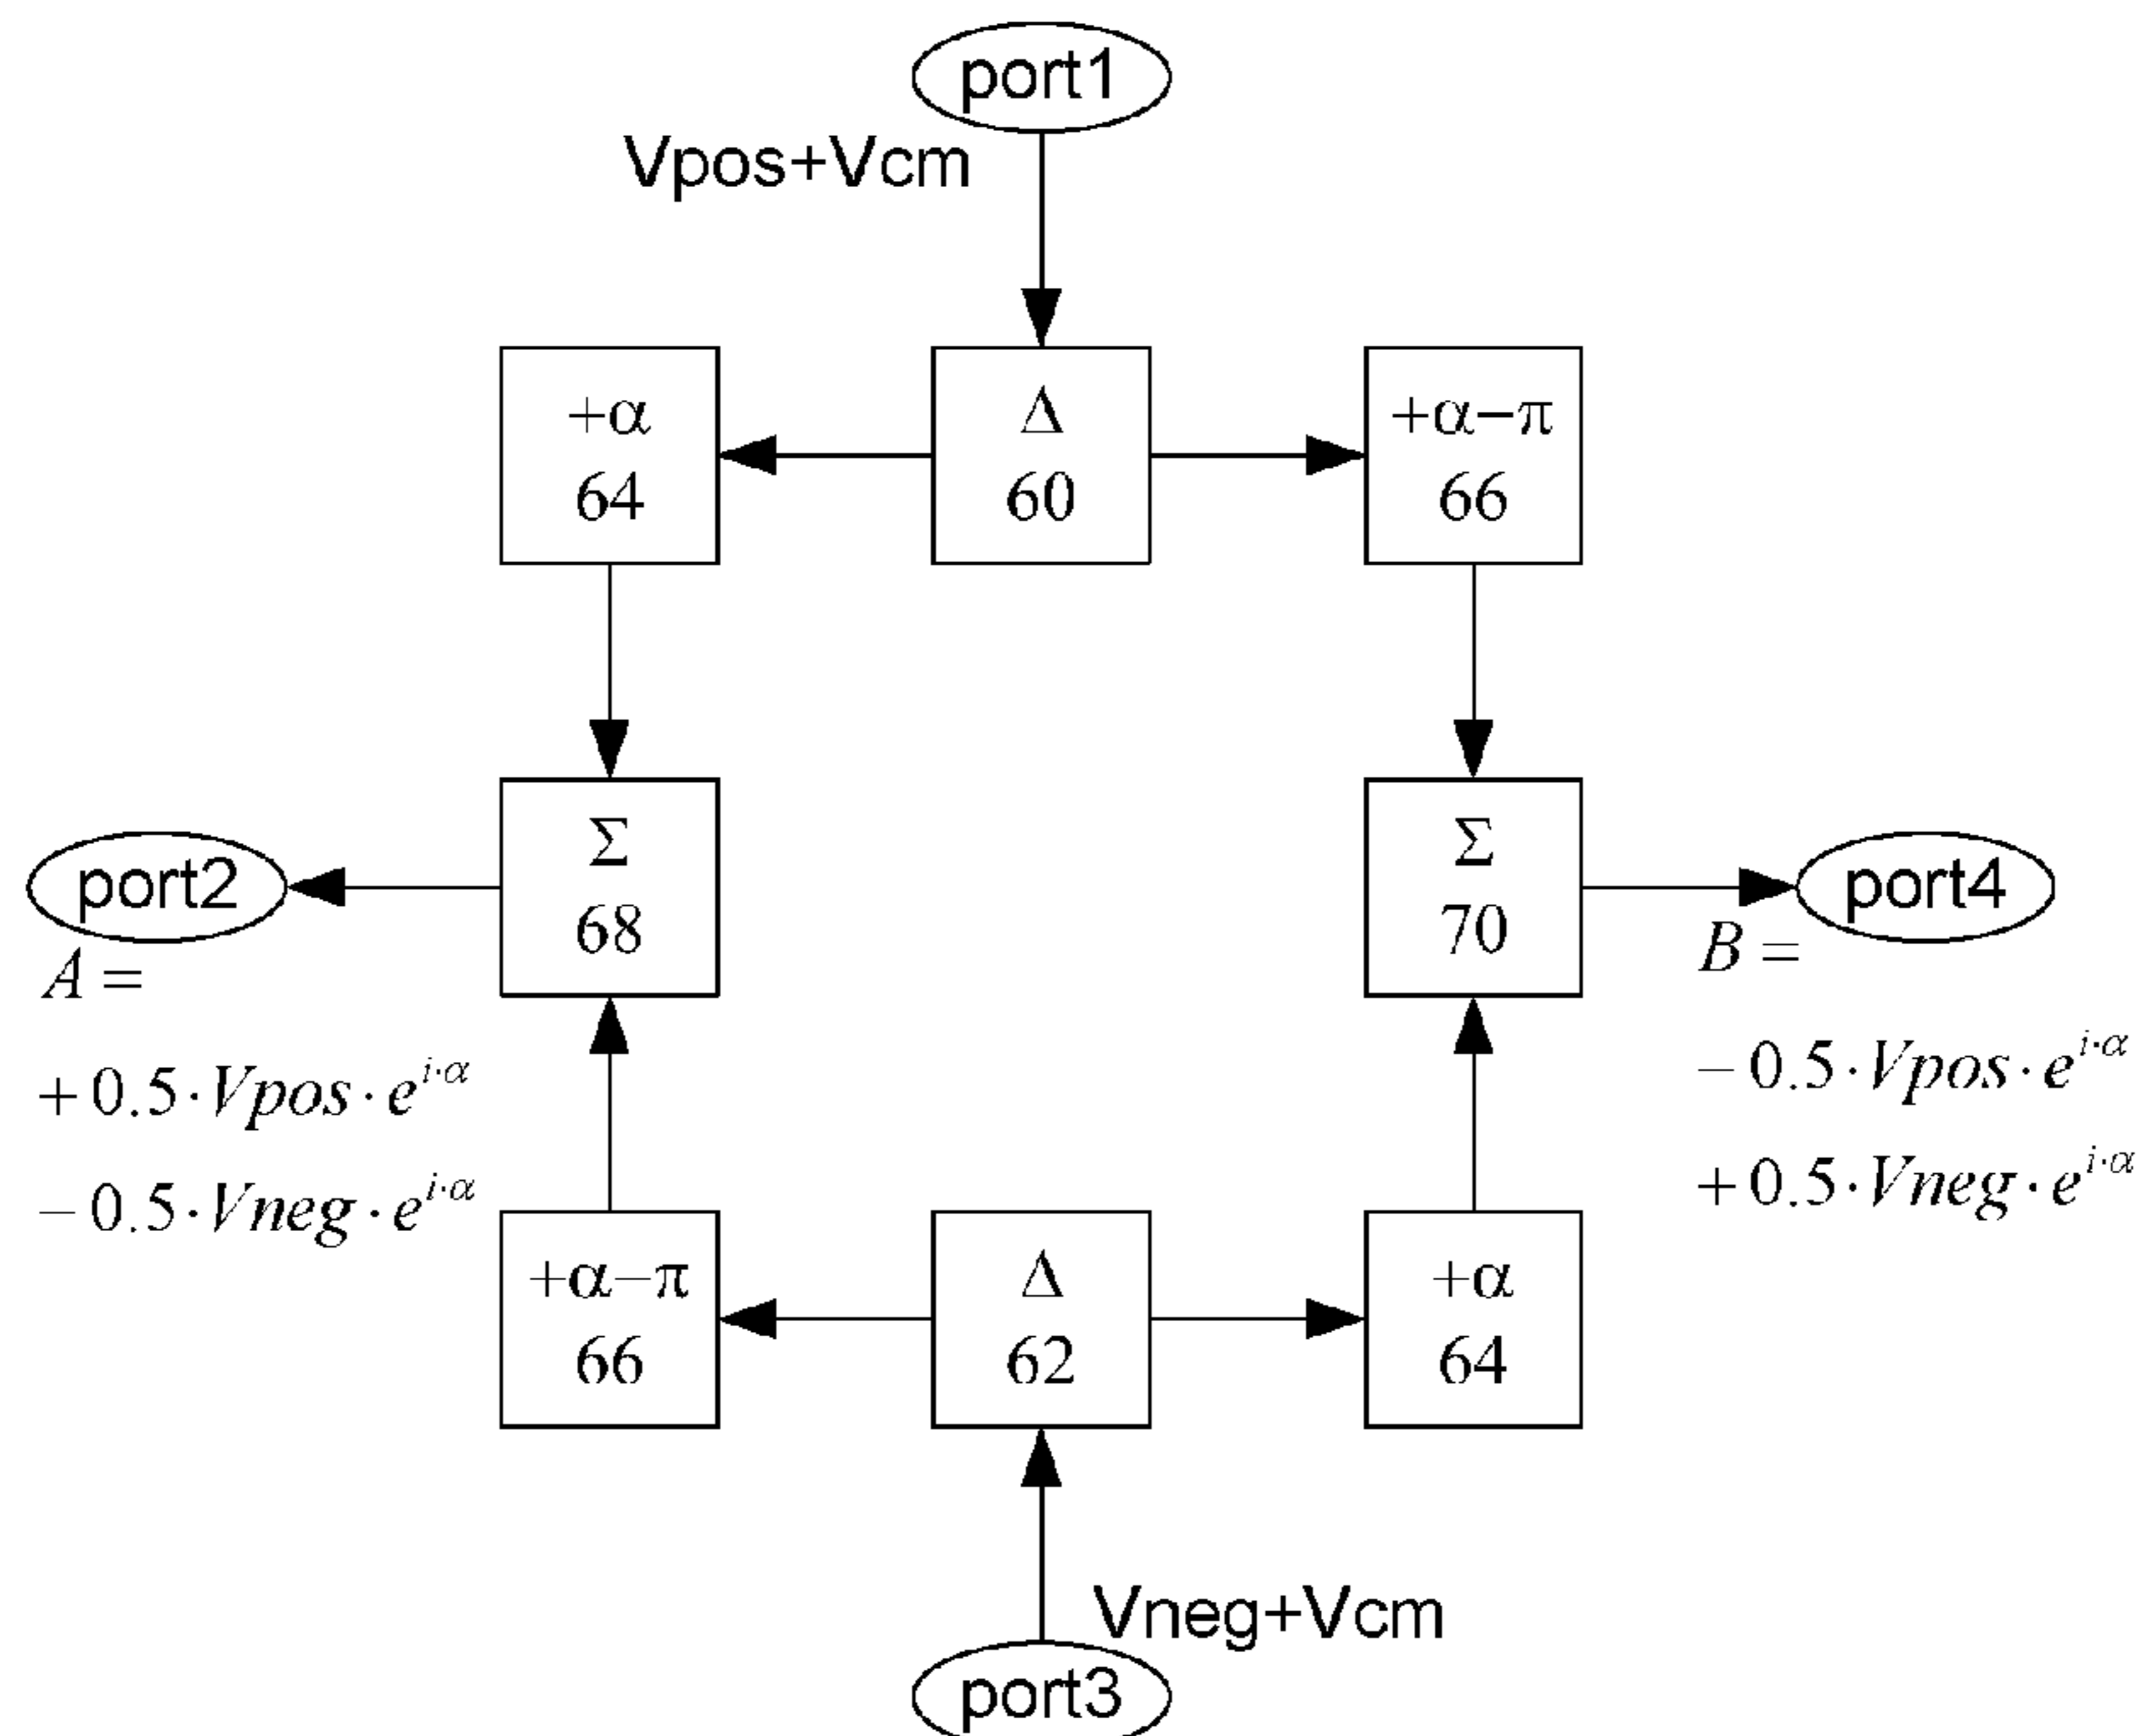 port1
Vpos+Vcm
+α
64
Δ
60
+α−π
66
port2
Σ
68
Σ
70
port4
A =
+ 0.5 · Vpos · e^{i·α}
− 0.5 · Vneg · e^{i·α}
B =
− 0.5 · Vpos · e^{i·α}
+ 0.5 · Vneg · e^{i·α}
+α−π
66
Δ
62
+α
64
Vneg+Vcm
port3